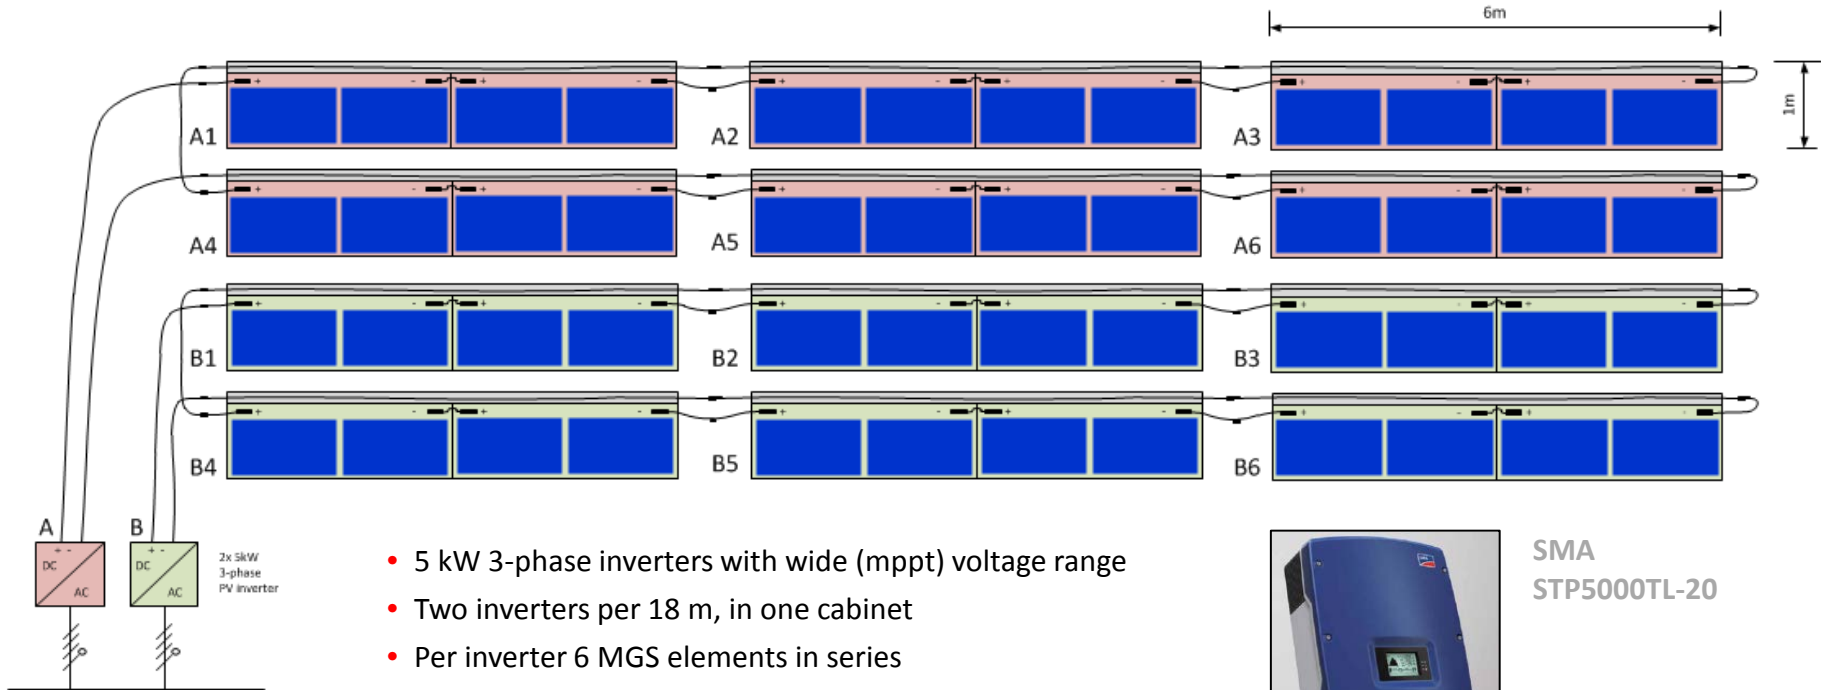 6m
1m
+ - + - + - + - + - + -
A1 A2 A3
+ - + - + - + - + - + -
A4 A5 A6
+ - + - + - + - + - + -
B1 B2 B3
+ - + - + - + - + - + -
B4 B5 B6
A B
+ - + -
DC DC
AC AC
2x 5kW
3-phase
PV inverter
• 5 kW 3-phase inverters with wide (mppt) voltage range
• Two inverters per 18 m, in one cabinet
• Per inverter 6 MGS elements in series
SMA
STP5000TL-20